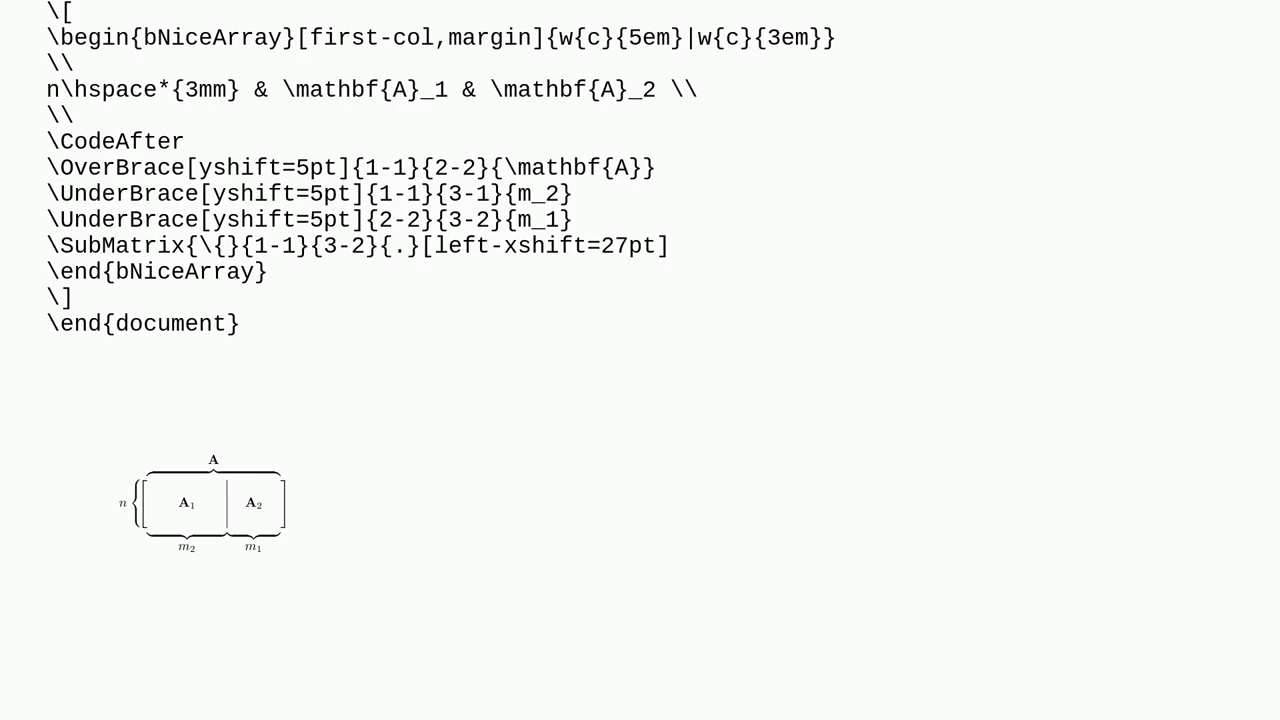 \[
\begin{bNiceArray}[first-col,margin]{w{c}{5em}|w{c}{3em}}
\\
n\hspace*{3mm} & \mathbf{A}_1 & \mathbf{A}_2 \\
\\
\CodeAfter
\OverBrace[yshift=5pt]{1-1}{2-2}{\mathbf{A}}
\UnderBrace[yshift=5pt]{1-1}{3-1}{m_2}
\UnderBrace[yshift=5pt]{2-2}{3-2}{m_1}
\SubMatrix{\{}{1-1}{3-2}{.}[left-xshift=27pt]
\end{bNiceArray}
\]
\end{document}
A
n { [ A₁ | A₂ ]
m₂ m₁